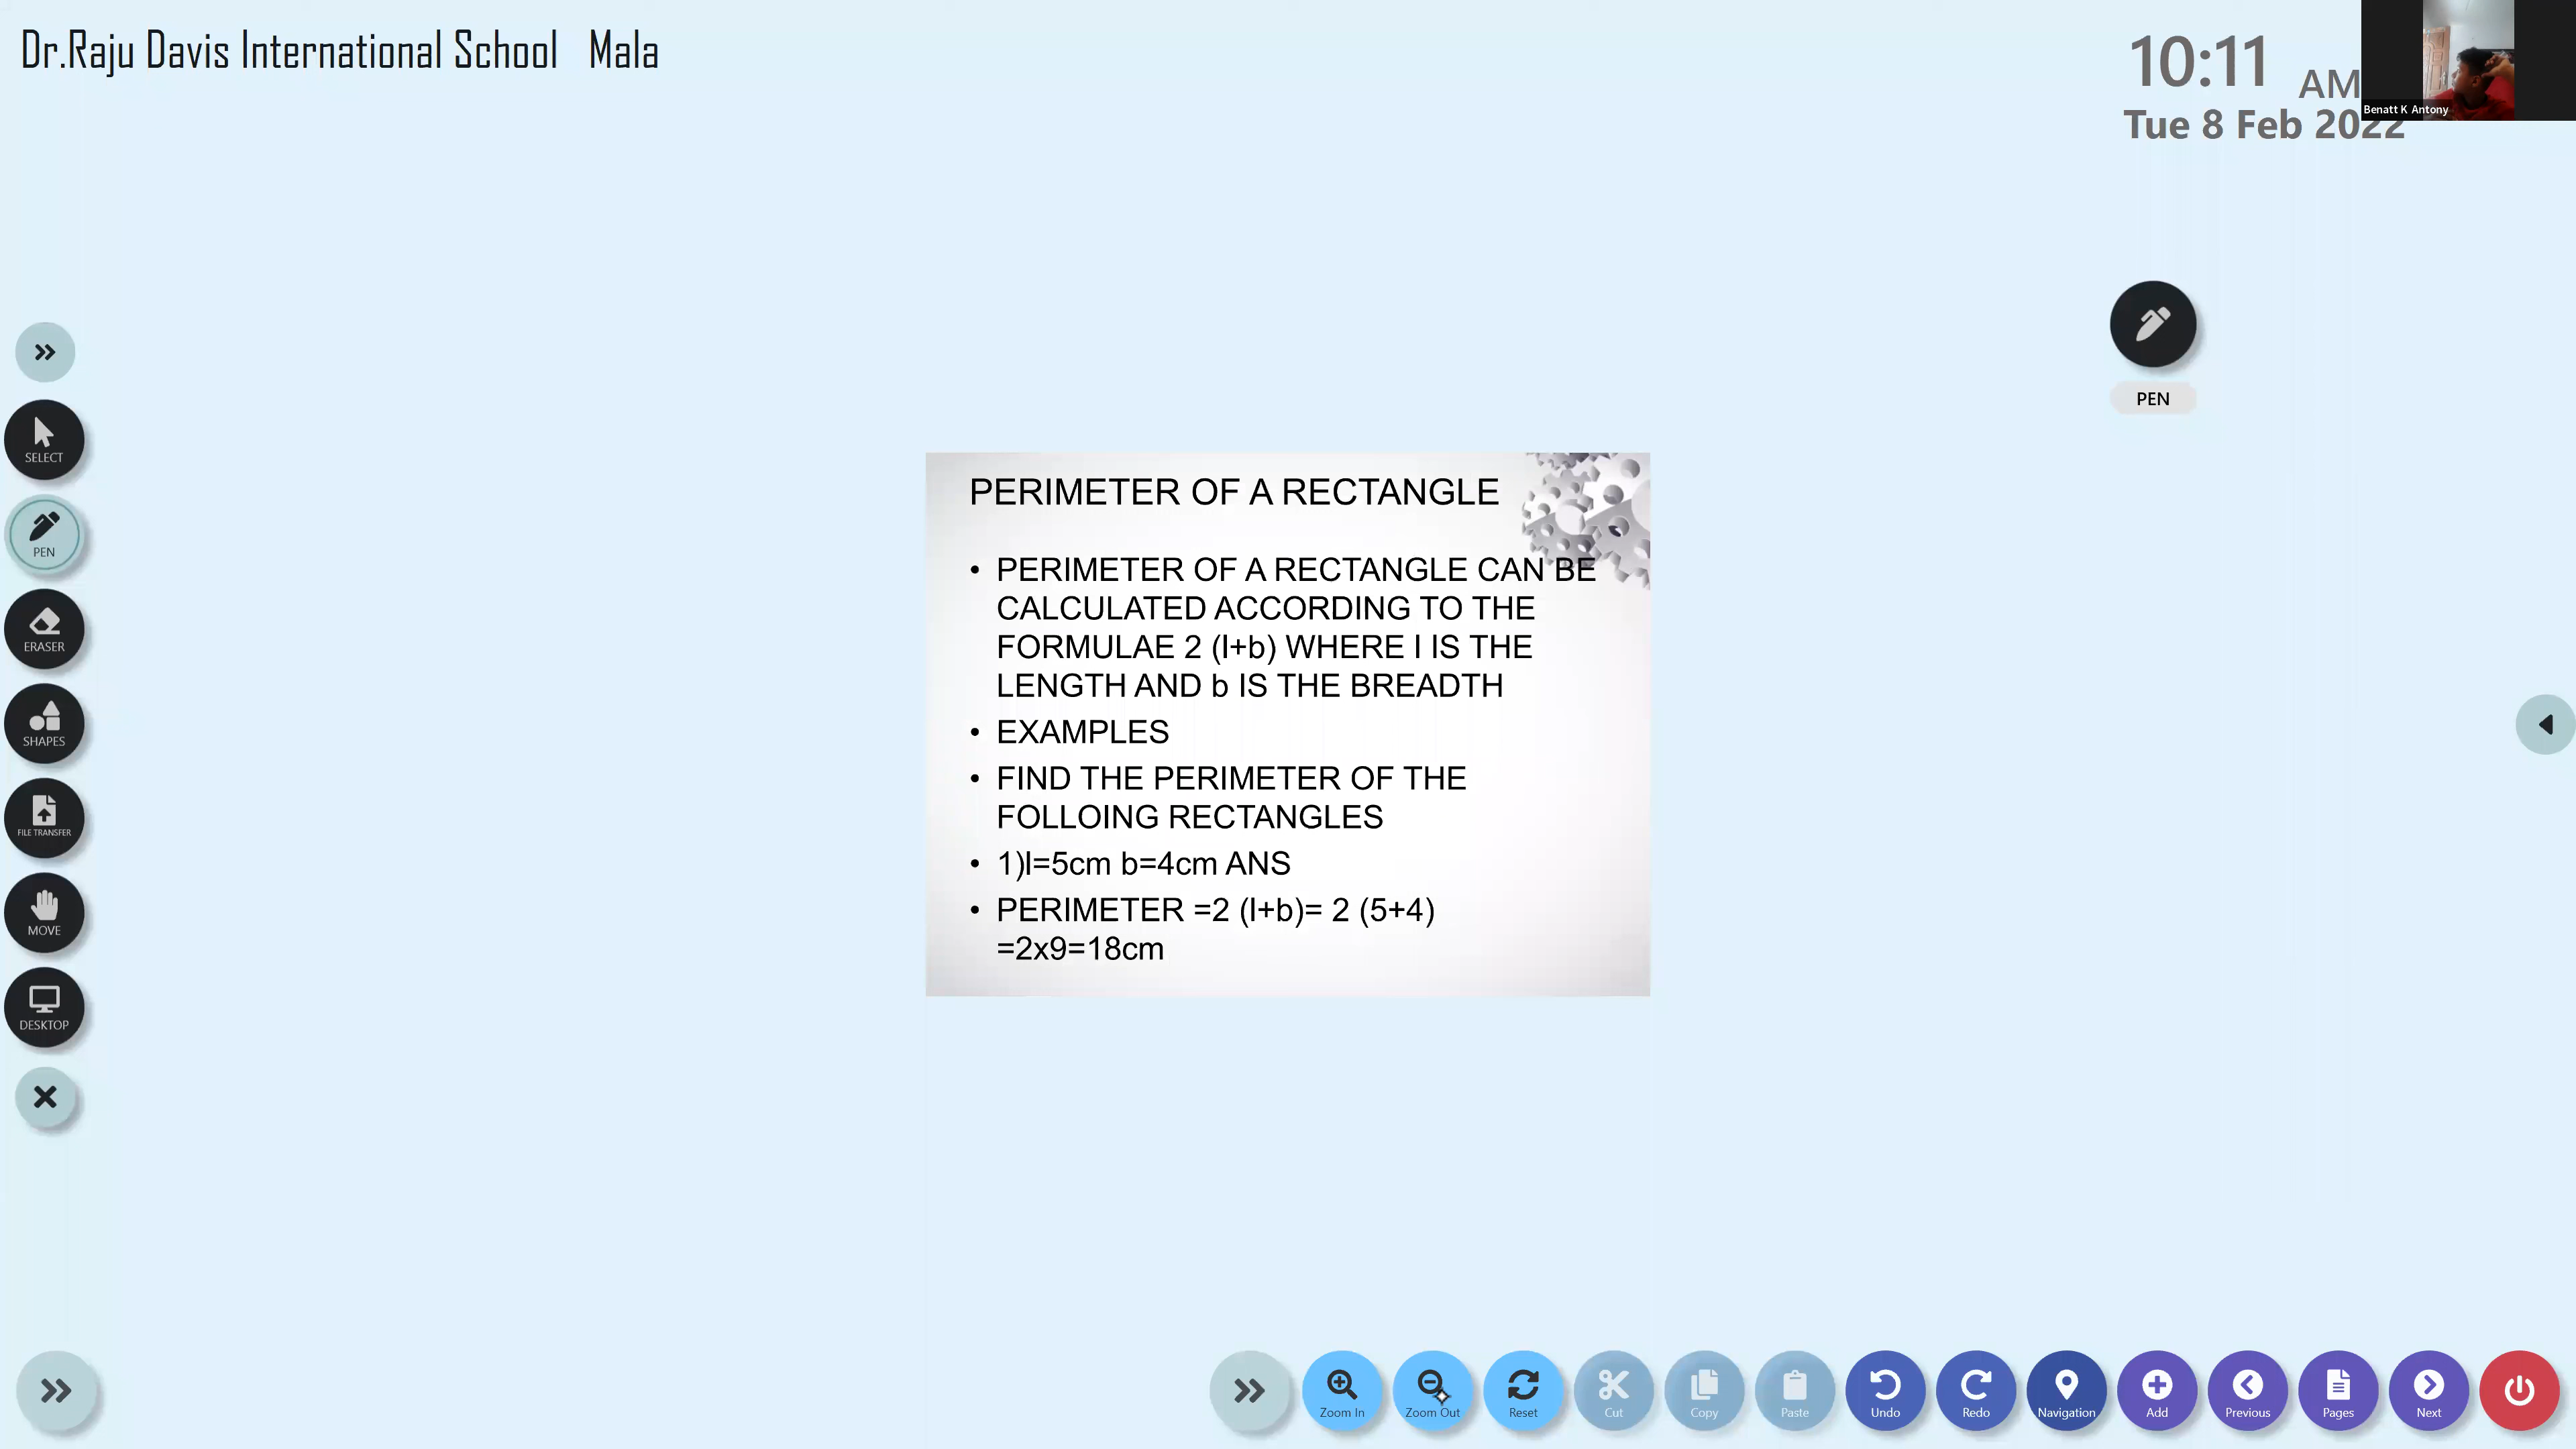 Dr.Raju Davis International School Mala
10:11 AM
Tue 8 Feb 2022
Benatt K Antony
SELECT
PEN
ERASER
SHAPES
FILE TRANSFER
MOVE
DESKTOP
PEN
PERIMETER OF A RECTANGLE
• PERIMETER OF A RECTANGLE CAN BE
CALCULATED ACCORDING TO THE
FORMULAE 2 (l+b) WHERE l IS THE
LENGTH AND b IS THE BREADTH
• EXAMPLES
• FIND THE PERIMETER OF THE
FOLLOING RECTANGLES
• 1)l=5cm b=4cm ANS
• PERIMETER =2 (l+b)= 2 (5+4)
=2x9=18cm
Zoom In
Zoom Out
Reset
Cut
Copy
Paste
Undo
Redo
Navigation
Add
Previous
Pages
Next